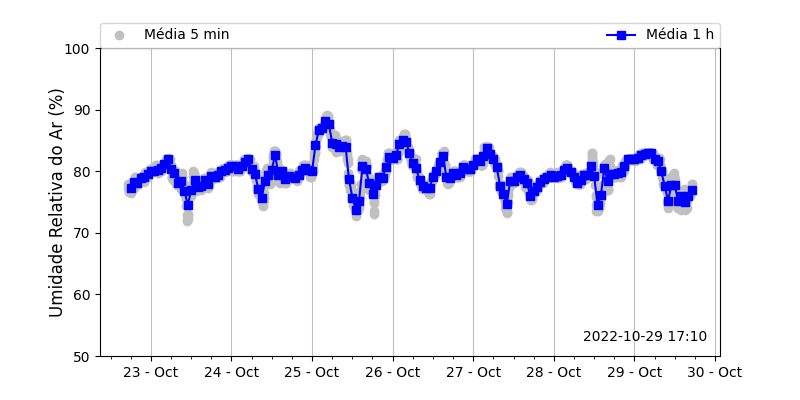 Média 5 min
Média 1 h
Umidade Relativa do Ar (%)
100
90
80
70
60
50
2022-10-29 17:10
23 - Oct
24 - Oct
25 - Oct
26 - Oct
27 - Oct
28 - Oct
29 - Oct
30 - Oct